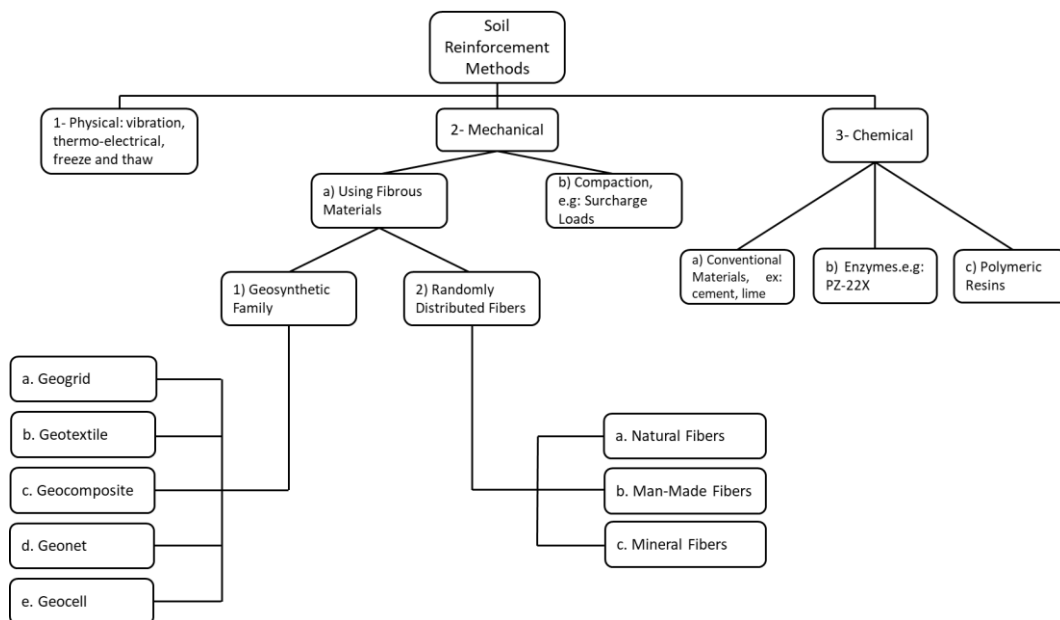 Soil
Reinforcement
Methods
1- Physical: vibration,
thermo-electrical,
freeze and thaw
2- Mechanical
3- Chemical
a) Using Fibrous
Materials
b) Compaction,
e.g: Surcharge
Loads
a) Conventional
Materials, ex:
cement, lime
b) Enzymes.e.g:
PZ-22X
c) Polymeric
Resins
1) Geosynthetic
Family
2) Randomly
Distributed Fibers
a. Geogrid
b. Geotextile
c. Geocomposite
d. Geonet
e. Geocell
a. Natural Fibers
b. Man-Made Fibers
c. Mineral Fibers